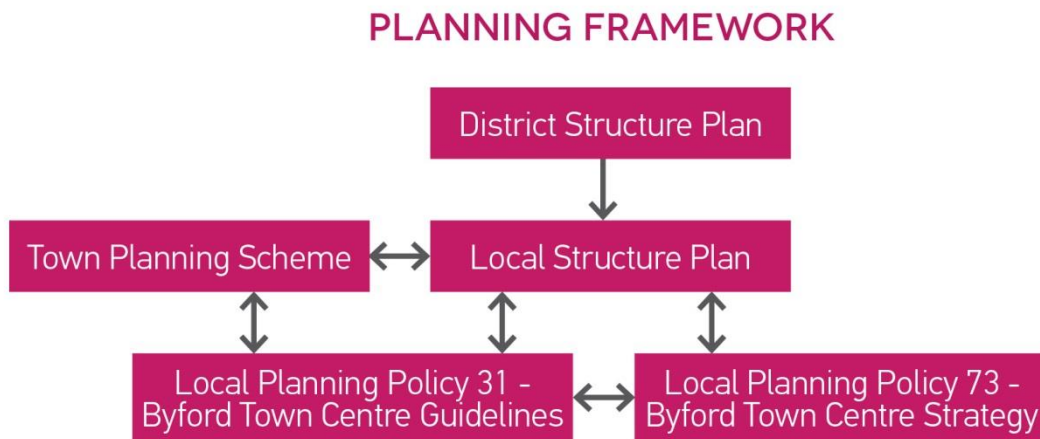 PLANNING FRAMEWORK
District Structure Plan
Town Planning Scheme
Local Structure Plan
Local Planning Policy 31 -
Byford Town Centre Guidelines
Local Planning Policy 73 -
Byford Town Centre Strategy